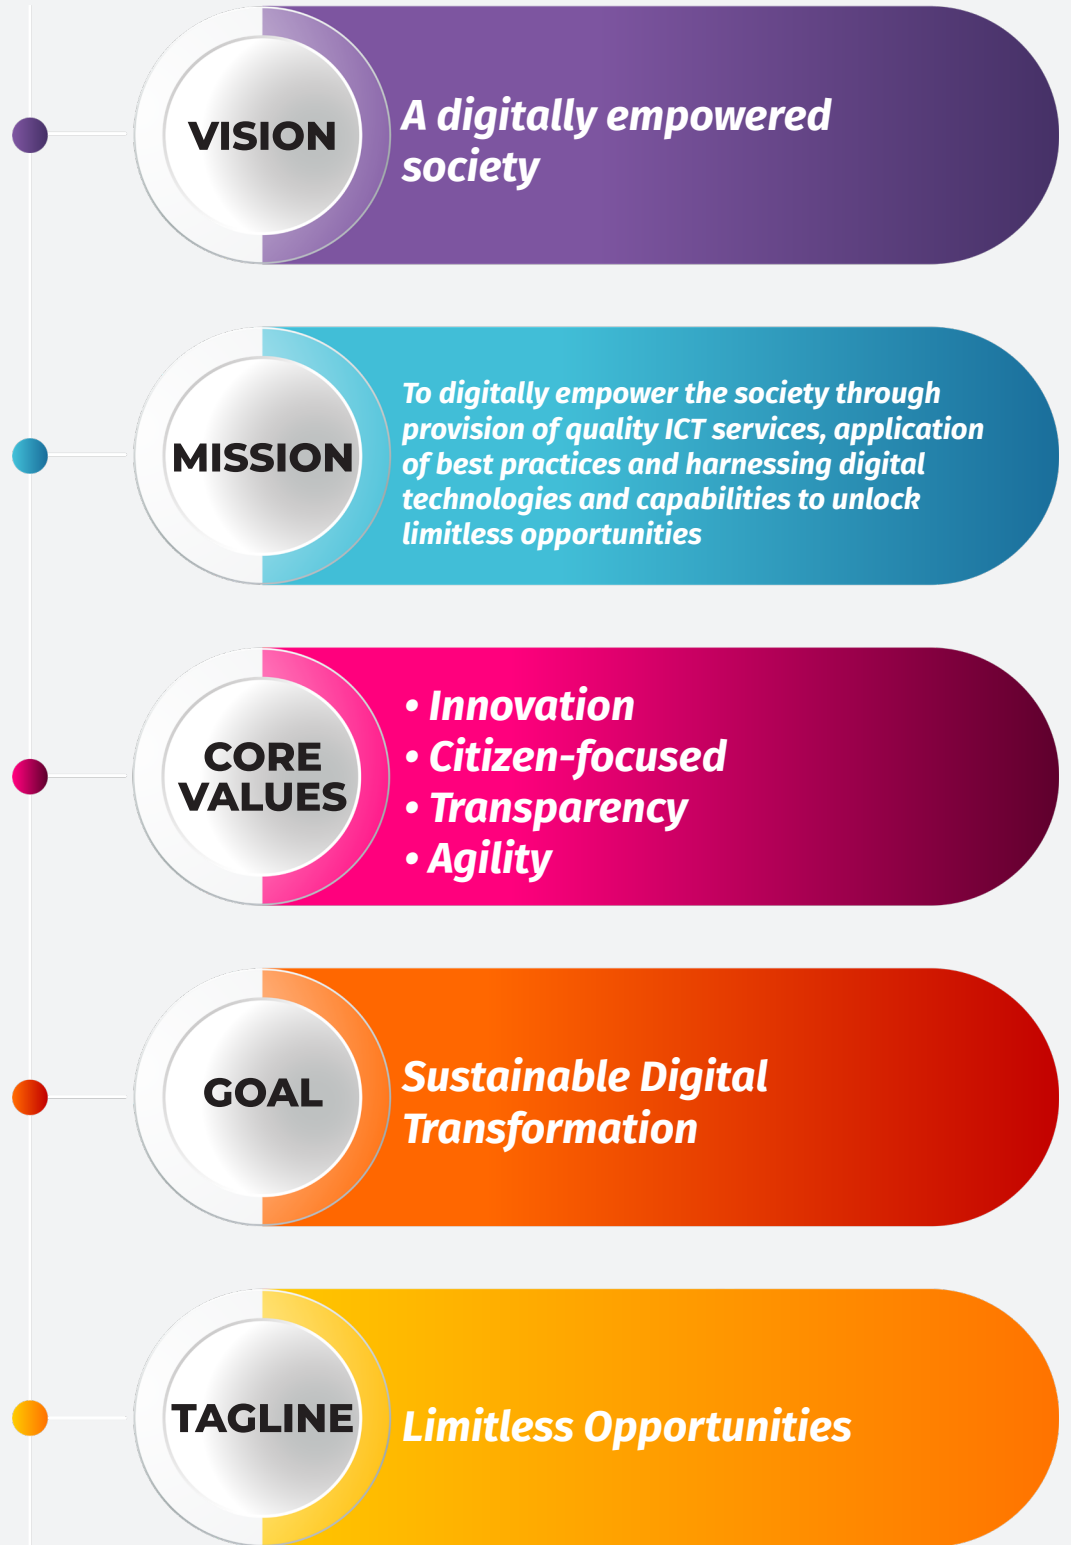 VISION
A digitally empowered
society
MISSION
To digitally empower the society through
provision of quality ICT services, application
of best practices and harnessing digital
technologies and capabilities to unlock
limitless opportunities
CORE
VALUES
• Innovation
• Citizen-focused
• Transparency
• Agility
GOAL
Sustainable Digital
Transformation
TAGLINE
Limitless Opportunities